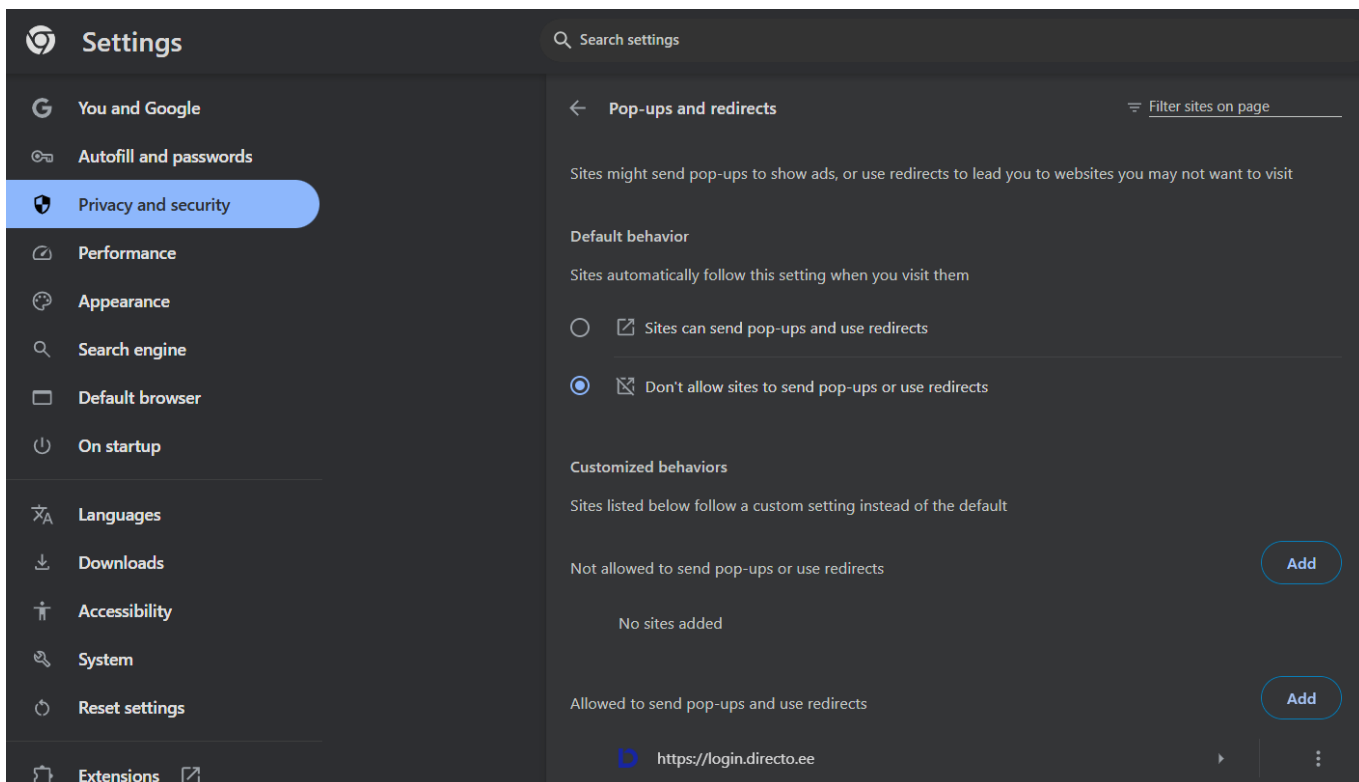 Settings
Search settings
You and Google
Autofill and passwords
Privacy and security
Performance
Appearance
Search engine
Default browser
On startup
Languages
Downloads
Accessibility
System
Reset settings
Extensions
Pop-ups and redirects
Filter sites on page
Sites might send pop-ups to show ads, or use redirects to lead you to websites you may not want to visit
Default behavior
Sites automatically follow this setting when you visit them
Sites can send pop-ups and use redirects
Don't allow sites to send pop-ups or use redirects
Customized behaviors
Sites listed below follow a custom setting instead of the default
Not allowed to send pop-ups or use redirects
Add
No sites added
Allowed to send pop-ups and use redirects
Add
https://login.directo.ee